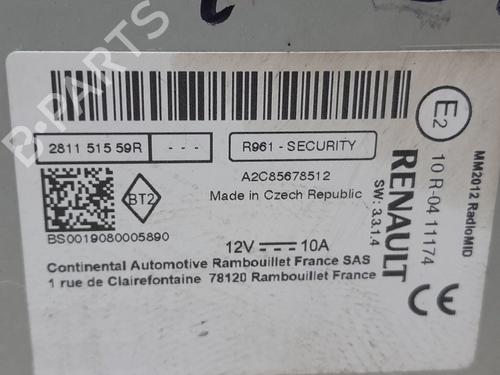 2811 515 59R
- - -
R961 - SECURITY
A2C85678512
Made in Czech Republic
BT2
BS0019080005890
12V 10A
Continental Automotive Rambouillet France SAS
1 rue de Clairefontaine 78120 Rambouillet France
RENAULT
SW: 3.3.1.4
E2
10 R-04 11174
MM2012 RadioMID
CE
B-PARTS